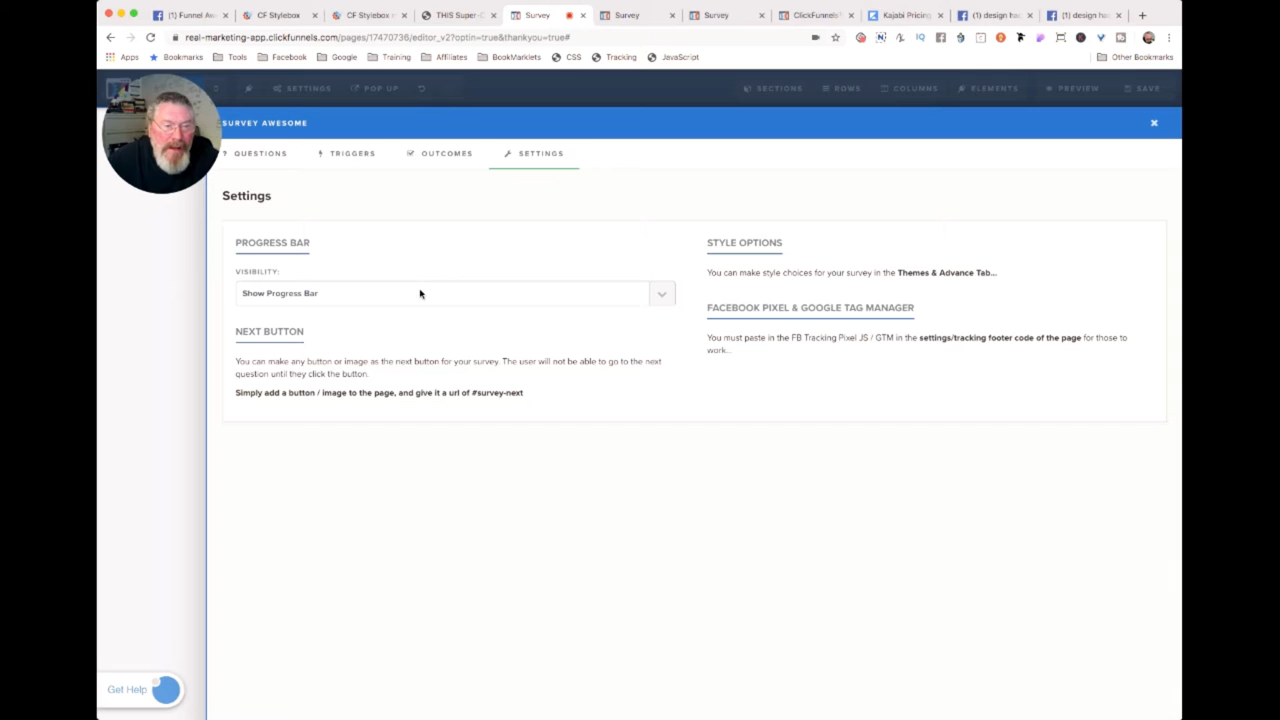 (1) Funnel Aw
CF Stylebox
CF Stylebox
THIS Super-C
Survey
Survey
Survey
ClickFunnels
Kajabi Pricing
(1) design hac
(1) design hac
real-marketing-app.clickfunnels.com/pages/17470736/editor_v2?optin=true&thankyou=true#
Apps Bookmarks Tools Facebook Google Training Affiliates BookMarklets CSS Tracking JavaScript Other Bookmarks
SETTINGS POP UP SECTIONS ROWS COLUMNS ELEMENTS PREVIEW SAVE
SURVEY AWESOME
? QUESTIONS TRIGGERS OUTCOMES SETTINGS
Settings
PROGRESS BAR
VISIBILITY:
Show Progress Bar
NEXT BUTTON
You can make any button or image as the next button for your survey. The user will not be able to go to the next
question until they click the button.
Simply add a button / image to the page, and give it a url of #survey-next
STYLE OPTIONS
You can make style choices for your survey in the Themes & Advance Tab...
FACEBOOK PIXEL & GOOGLE TAG MANAGER
You must paste in the FB Tracking Pixel JS / GTM in the settings/tracking footer code of the page for those to
work...
Get Help